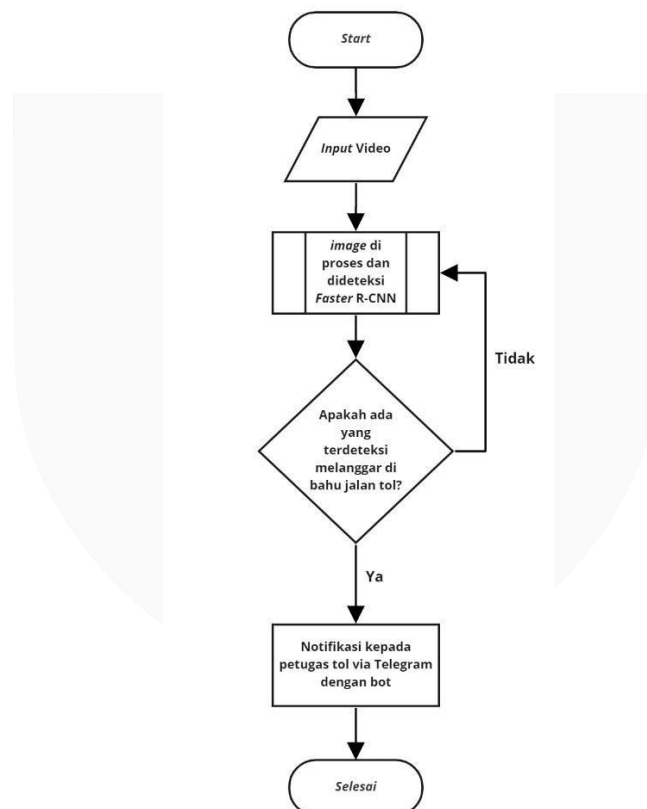 Start
Input Video
image di
proses dan
dideteksi
Faster R-CNN
Tidak
Apakah ada
yang
terdeteksi
melanggar di
bahu jalan tol?
Ya
Notifikasi kepada
petugas tol via Telegram
dengan bot
Selesai